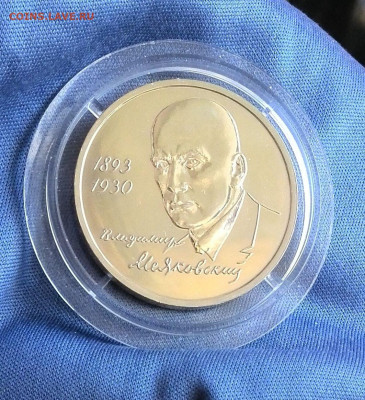 COINS.LAVE.RU
1893
1930
Владимир
Маяковский